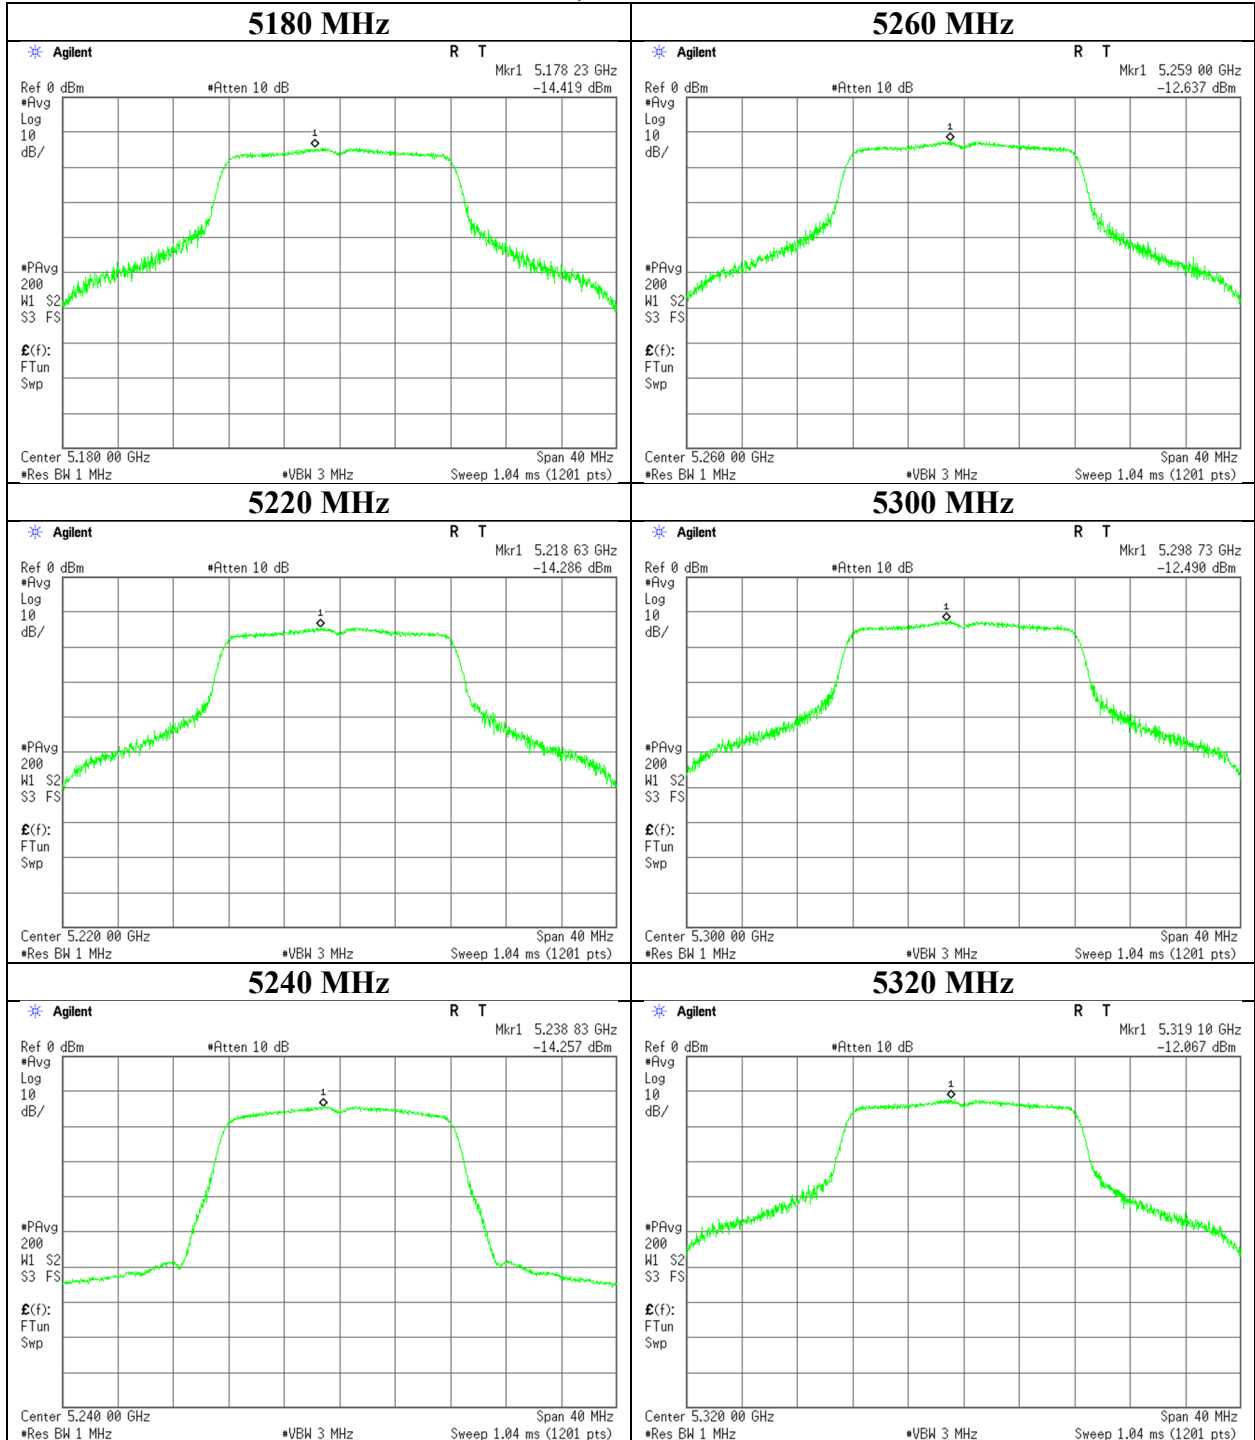 5180 MHz
Agilent R T
Mkr1 5.178 23 GHz
Ref 0 dBm #Atten 10 dB -14.419 dBm
#Avg
Log
10
dB/
1
#PAvg
200
W1 S2
S3 FS
£(f):
FTun
Swp
Center 5.180 00 GHz Span 40 MHz
#Res BW 1 MHz #VBW 3 MHz Sweep 1.04 ms (1201 pts)
5260 MHz
Agilent R T
Mkr1 5.259 00 GHz
Ref 0 dBm #Atten 10 dB -12.637 dBm
#Avg
Log
10
dB/
1
#PAvg
200
W1 S2
S3 FS
£(f):
FTun
Swp
Center 5.260 00 GHz Span 40 MHz
#Res BW 1 MHz #VBW 3 MHz Sweep 1.04 ms (1201 pts)
5220 MHz
Agilent R T
Mkr1 5.218 63 GHz
Ref 0 dBm #Atten 10 dB -14.286 dBm
#Avg
Log
10
dB/
1
#PAvg
200
W1 S2
S3 FS
£(f):
FTun
Swp
Center 5.220 00 GHz Span 40 MHz
#Res BW 1 MHz #VBW 3 MHz Sweep 1.04 ms (1201 pts)
5300 MHz
Agilent R T
Mkr1 5.298 73 GHz
Ref 0 dBm #Atten 10 dB -12.490 dBm
#Avg
Log
10
dB/
1
#PAvg
200
W1 S2
S3 FS
£(f):
FTun
Swp
Center 5.300 00 GHz Span 40 MHz
#Res BW 1 MHz #VBW 3 MHz Sweep 1.04 ms (1201 pts)
5240 MHz
Agilent R T
Mkr1 5.238 83 GHz
Ref 0 dBm #Atten 10 dB -14.257 dBm
#Avg
Log
10
dB/
1
#PAvg
200
W1 S2
S3 FS
£(f):
FTun
Swp
Center 5.240 00 GHz Span 40 MHz
#Res BW 1 MHz #VBW 3 MHz Sweep 1.04 ms (1201 pts)
5320 MHz
Agilent R T
Mkr1 5.319 10 GHz
Ref 0 dBm #Atten 10 dB -12.067 dBm
#Avg
Log
10
dB/
1
#PAvg
200
W1 S2
S3 FS
£(f):
FTun
Swp
Center 5.320 00 GHz Span 40 MHz
#Res BW 1 MHz #VBW 3 MHz Sweep 1.04 ms (1201 pts)